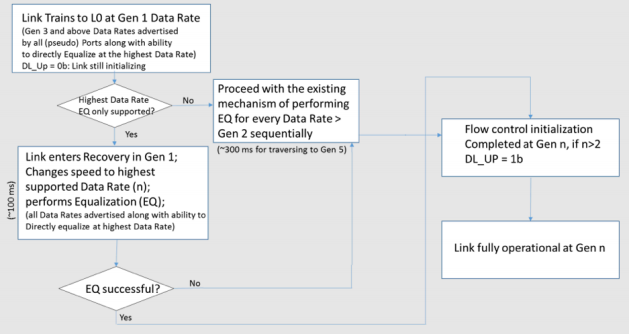 Link Trains to L0 at Gen 1 Data Rate
(Gen 3 and above Data Rates advertised
by all (pseudo) Ports along with ability
to directly Equalize at the highest Data Rate)
DL_Up = 0b: Link still initializing
Highest Data Rate
EQ only supported?
No
Yes
Proceed with the existing
mechanism of performing
EQ for every Data Rate >
Gen 2 sequentially
(~300 ms for traversing to Gen 5)
Link enters Recovery in Gen 1;
Changes speed to highest
supported Data Rate (n);
performs Equalization (EQ);
(all Data Rates advertised along with ability to
Directly equalize at highest Data Rate)
(~100 ms)
EQ successful?
No
Yes
Flow control initialization
Completed at Gen n, if n>2
DL_UP = 1b
Link fully operational at Gen n